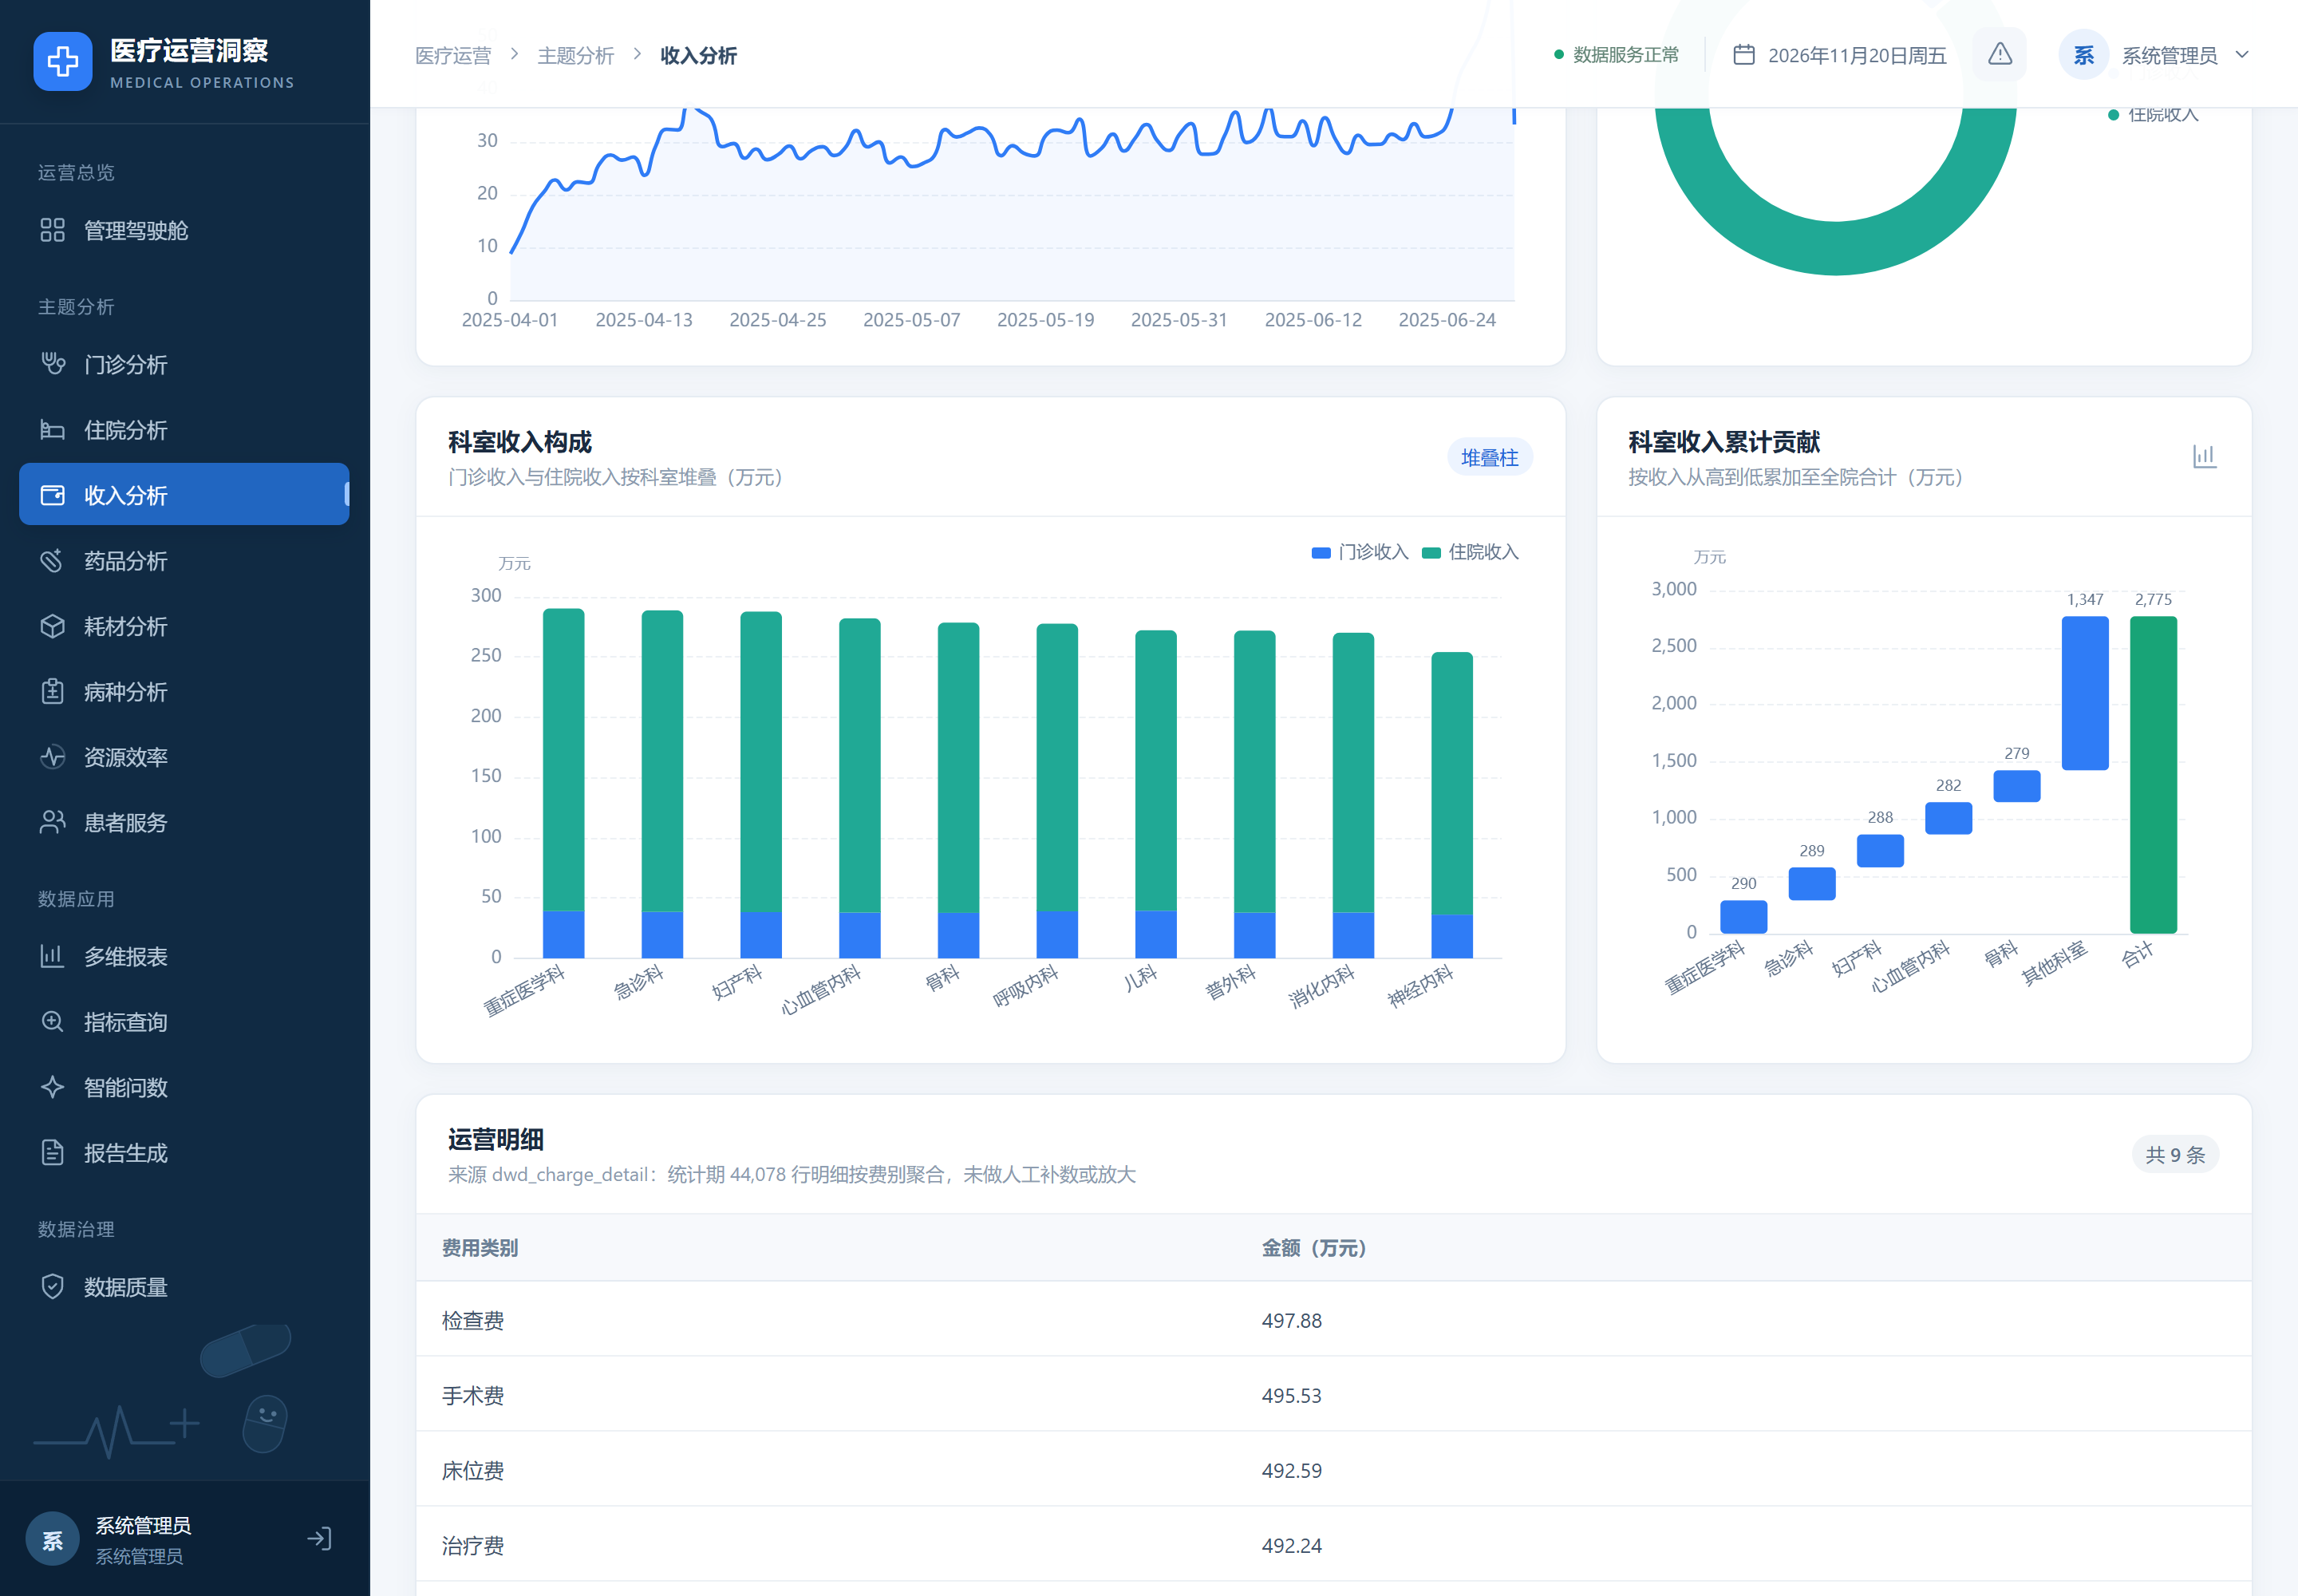 医疗运营洞察
MEDICAL OPERATIONS
运营总览
管理驾驶舱
主题分析
门诊分析
住院分析
收入分析
药品分析
耗材分析
病种分析
资源效率
患者服务
数据应用
多维报表
指标查询
智能问数
报告生成
数据治理
数据质量
系
系统管理员
系统管理员
医疗运营 > 主题分析 > 收入分析
数据服务正常
2026年11月20日周五
系
系统管理员
30
20
10
0
2025-04-01 2025-04-13 2025-04-25 2025-05-07 2025-05-19 2025-05-31 2025-06-12 2025-06-24
住院收入
科室收入构成
门诊收入与住院收入按科室堆叠（万元）
堆叠柱
万元
门诊收入 住院收入
300
250
200
150
100
50
0
重症医学科 急诊科 妇产科 心血管内科 骨科 呼吸内科 儿科 普外科 消化内科 神经内科
科室收入累计贡献
按收入从高到低累加至全院合计（万元）
万元
3,000
2,500
2,000
1,500
1,000
500
0
290 289 288 282 279 1,347 2,775
重症医学科 急诊科 妇产科 心血管内科 骨科 其他科室 合计
运营明细
来源 dwd_charge_detail：统计期 44,078 行明细按费别聚合，未做人工补数或放大
共 9 条
费用类别 金额（万元）
检查费 497.88
手术费 495.53
床位费 492.59
治疗费 492.24